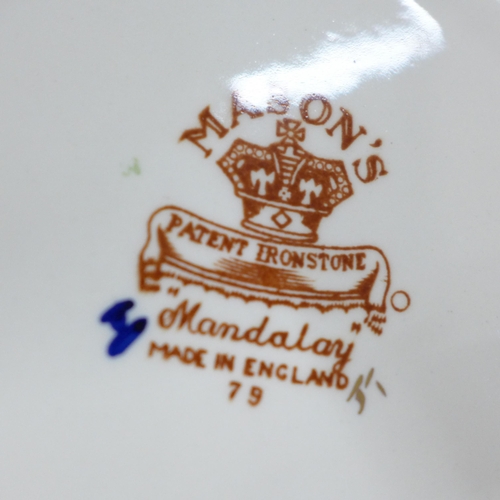 MASON'S
PATENT IRONSTONE
"Mandalay"
MADE IN ENGLAND
79